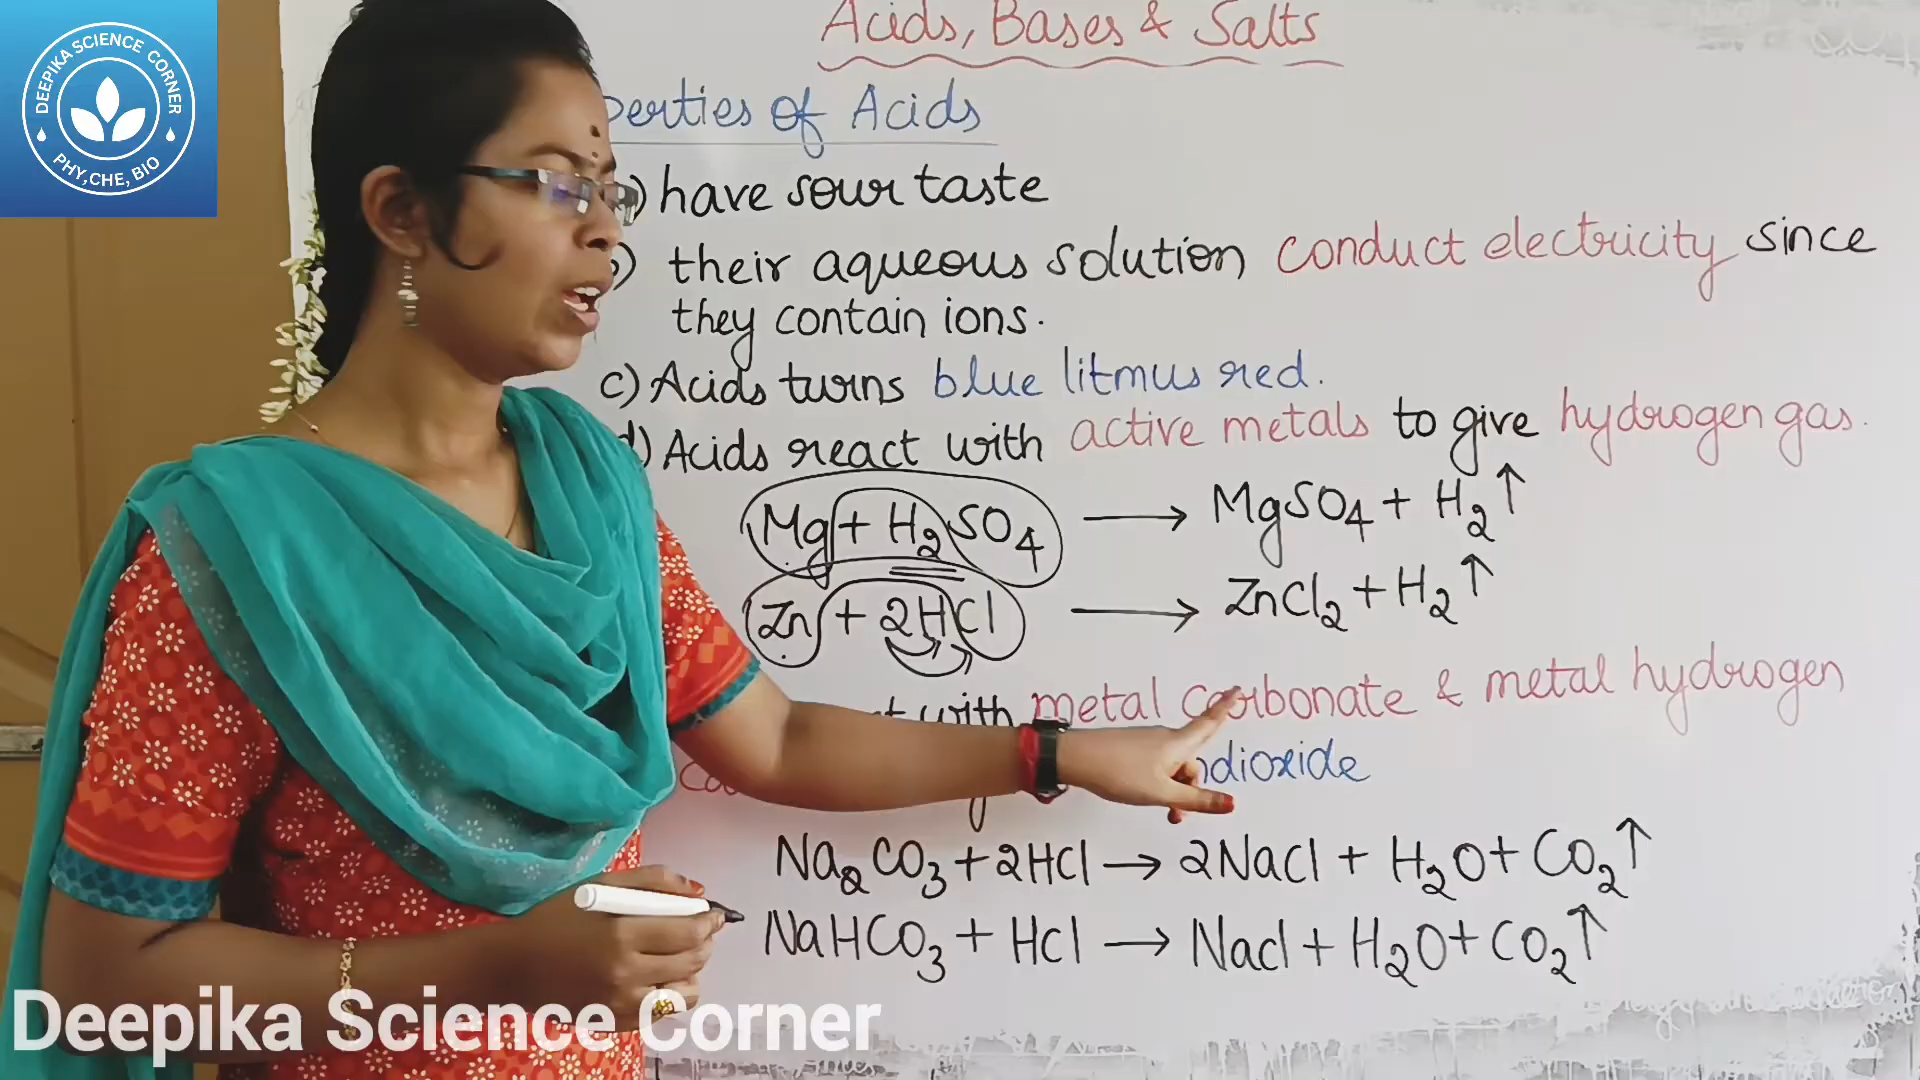 DEEPIKA SCIENCE CORNER
PHY,CHE, BIO
Acids, Bases & Salts
perties of Acids
) have sour taste
b) their aqueous solution conduct electricity since
they contain ions.
c) Acids turns blue litmus red.
d) Acids react with active metals to give hydrogen gas.
Mg + H₂SO₄ → MgSO₄ + H₂↑
Zn + 2HCl → ZnCl₂ + H₂↑
with metal carbonate & metal hydrogen
dioxide
Na₂CO₃ + 2HCl → 2NaCl + H₂O + CO₂↑
NaHCO₃ + HCl → NaCl + H₂O + CO₂↑
Deepika Science Corner